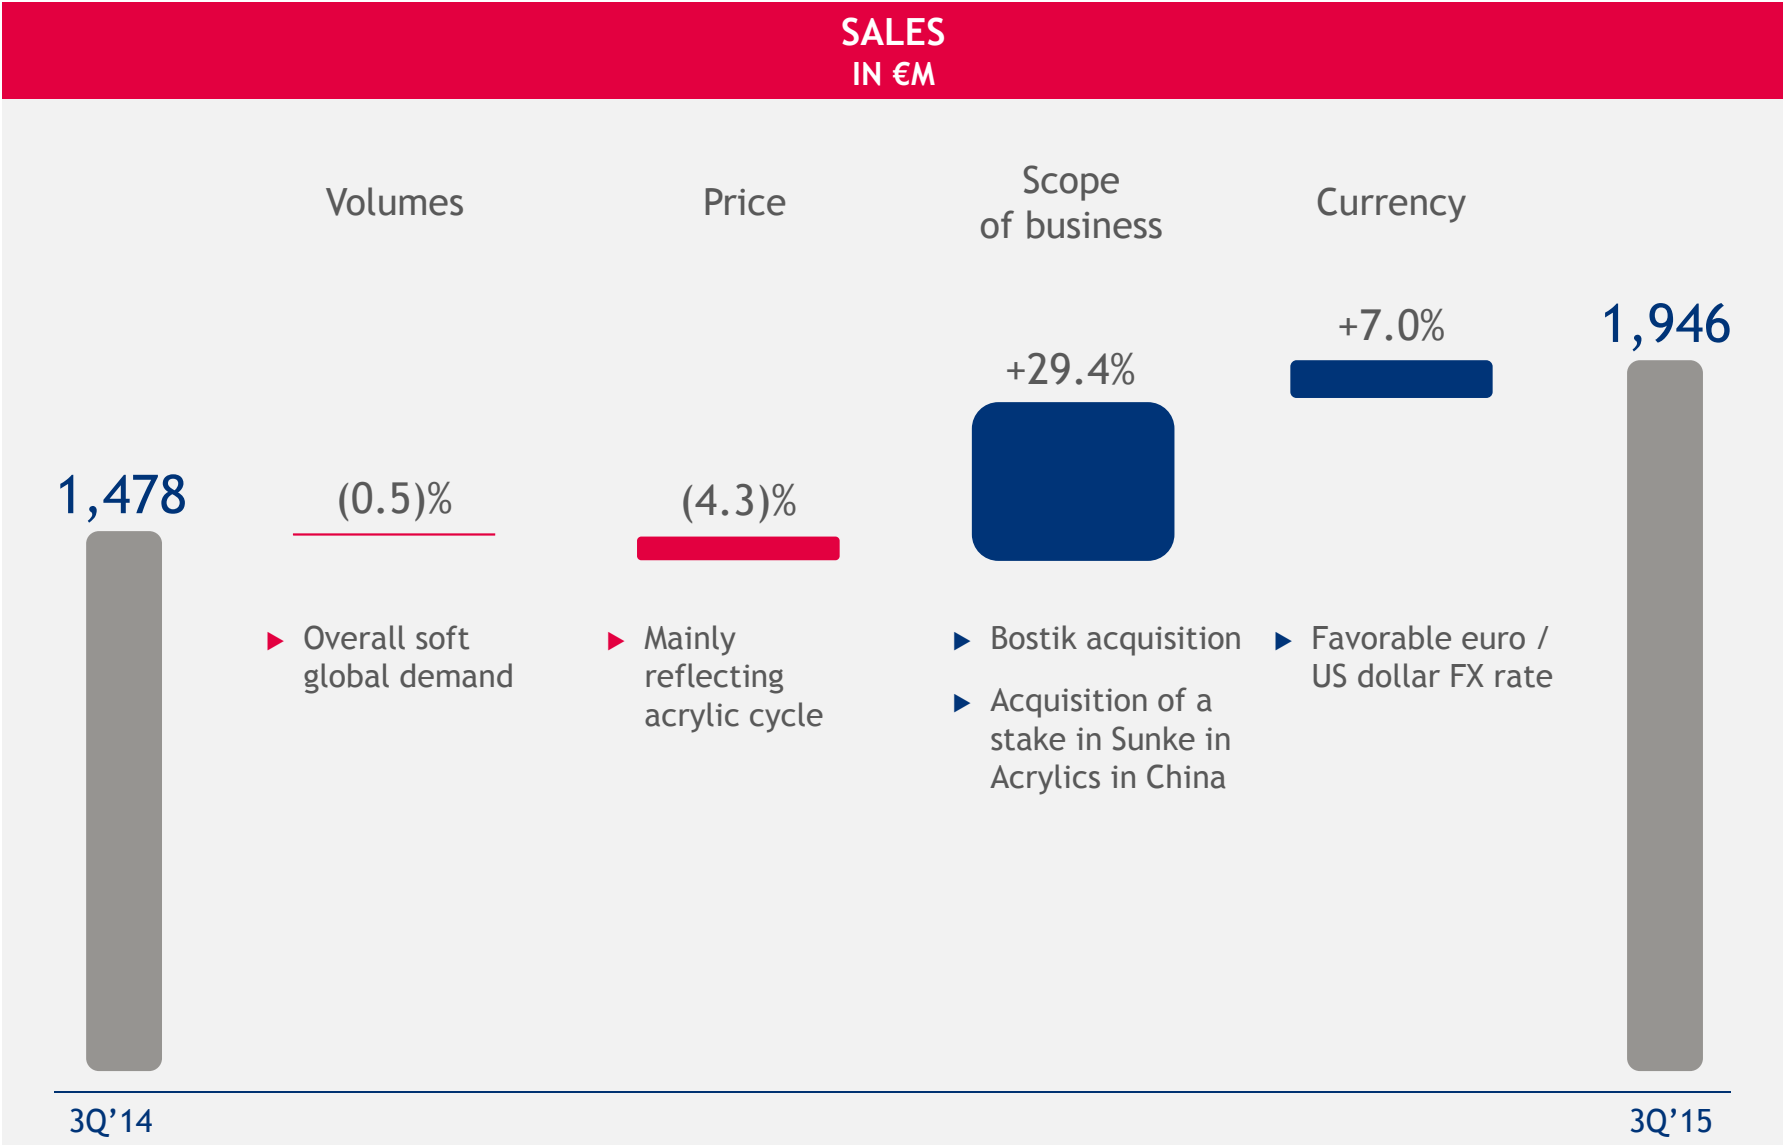 SALES
IN €M
Volumes
Price
Scope
of business
Currency
1,478
(0.5)%
(4.3)%
+29.4%
+7.0%
1,946
Overall soft
global demand
Mainly
reflecting
acrylic cycle
Bostik acquisition
Acquisition of a
stake in Sunke in
Acrylics in China
Favorable euro /
US dollar FX rate
3Q’14
3Q’15